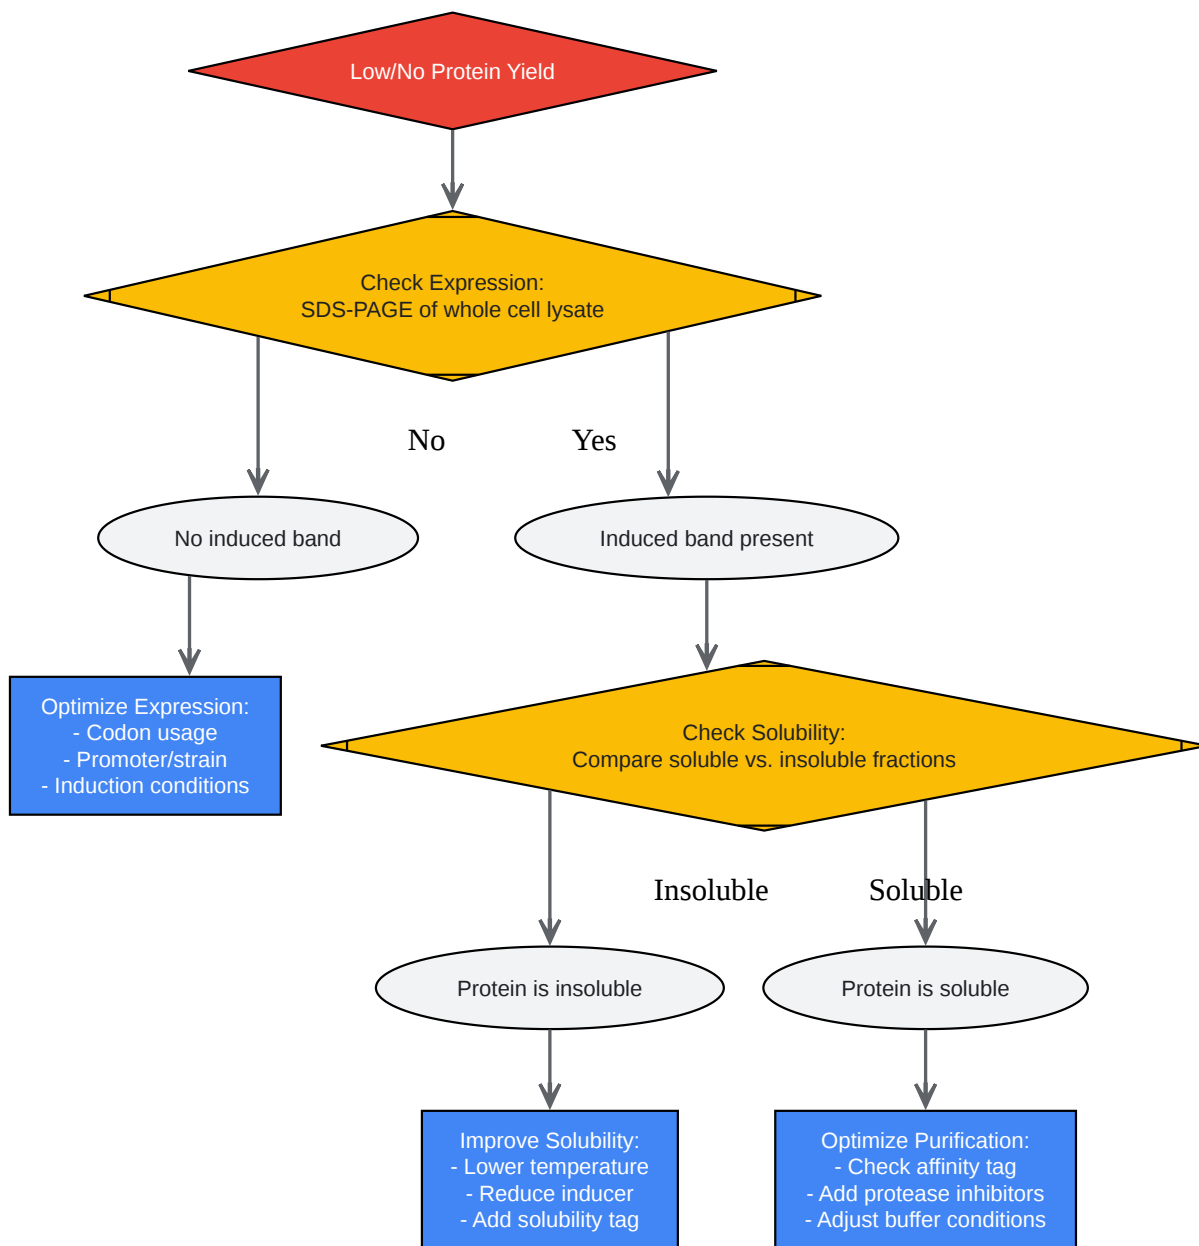 Low/No Protein Yield
Check Expression:
SDS-PAGE of whole cell lysate
No
Yes
No induced band
Induced band present
Optimize Expression:
- Codon usage
- Promoter/strain
- Induction conditions
Check Solubility:
Compare soluble vs. insoluble fractions
Insoluble
Soluble
Protein is insoluble
Protein is soluble
Improve Solubility:
- Lower temperature
- Reduce inducer
- Add solubility tag
Optimize Purification:
- Check affinity tag
- Add protease inhibitors
- Adjust buffer conditions